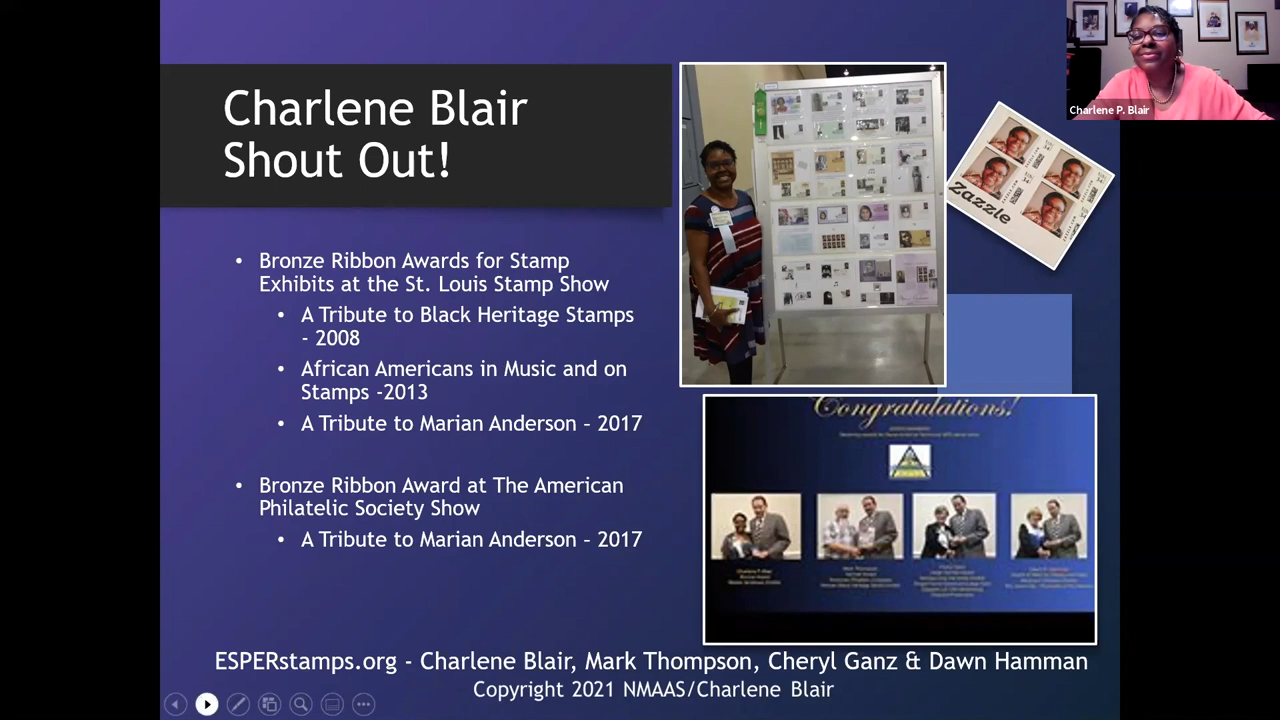 Charlene Blair
Shout Out!
• Bronze Ribbon Awards for Stamp
Exhibits at the St. Louis Stamp Show
• A Tribute to Black Heritage Stamps
- 2008
• African Americans in Music and on
Stamps -2013
• A Tribute to Marian Anderson – 2017
• Bronze Ribbon Award at The American
Philatelic Society Show
• A Tribute to Marian Anderson – 2017
Charlene P. Blair
Zazzle
Congratulations!
ESPERstamps.org - Charlene Blair, Mark Thompson, Cheryl Ganz & Dawn Hamman
Copyright 2021 NMAAS/Charlene Blair